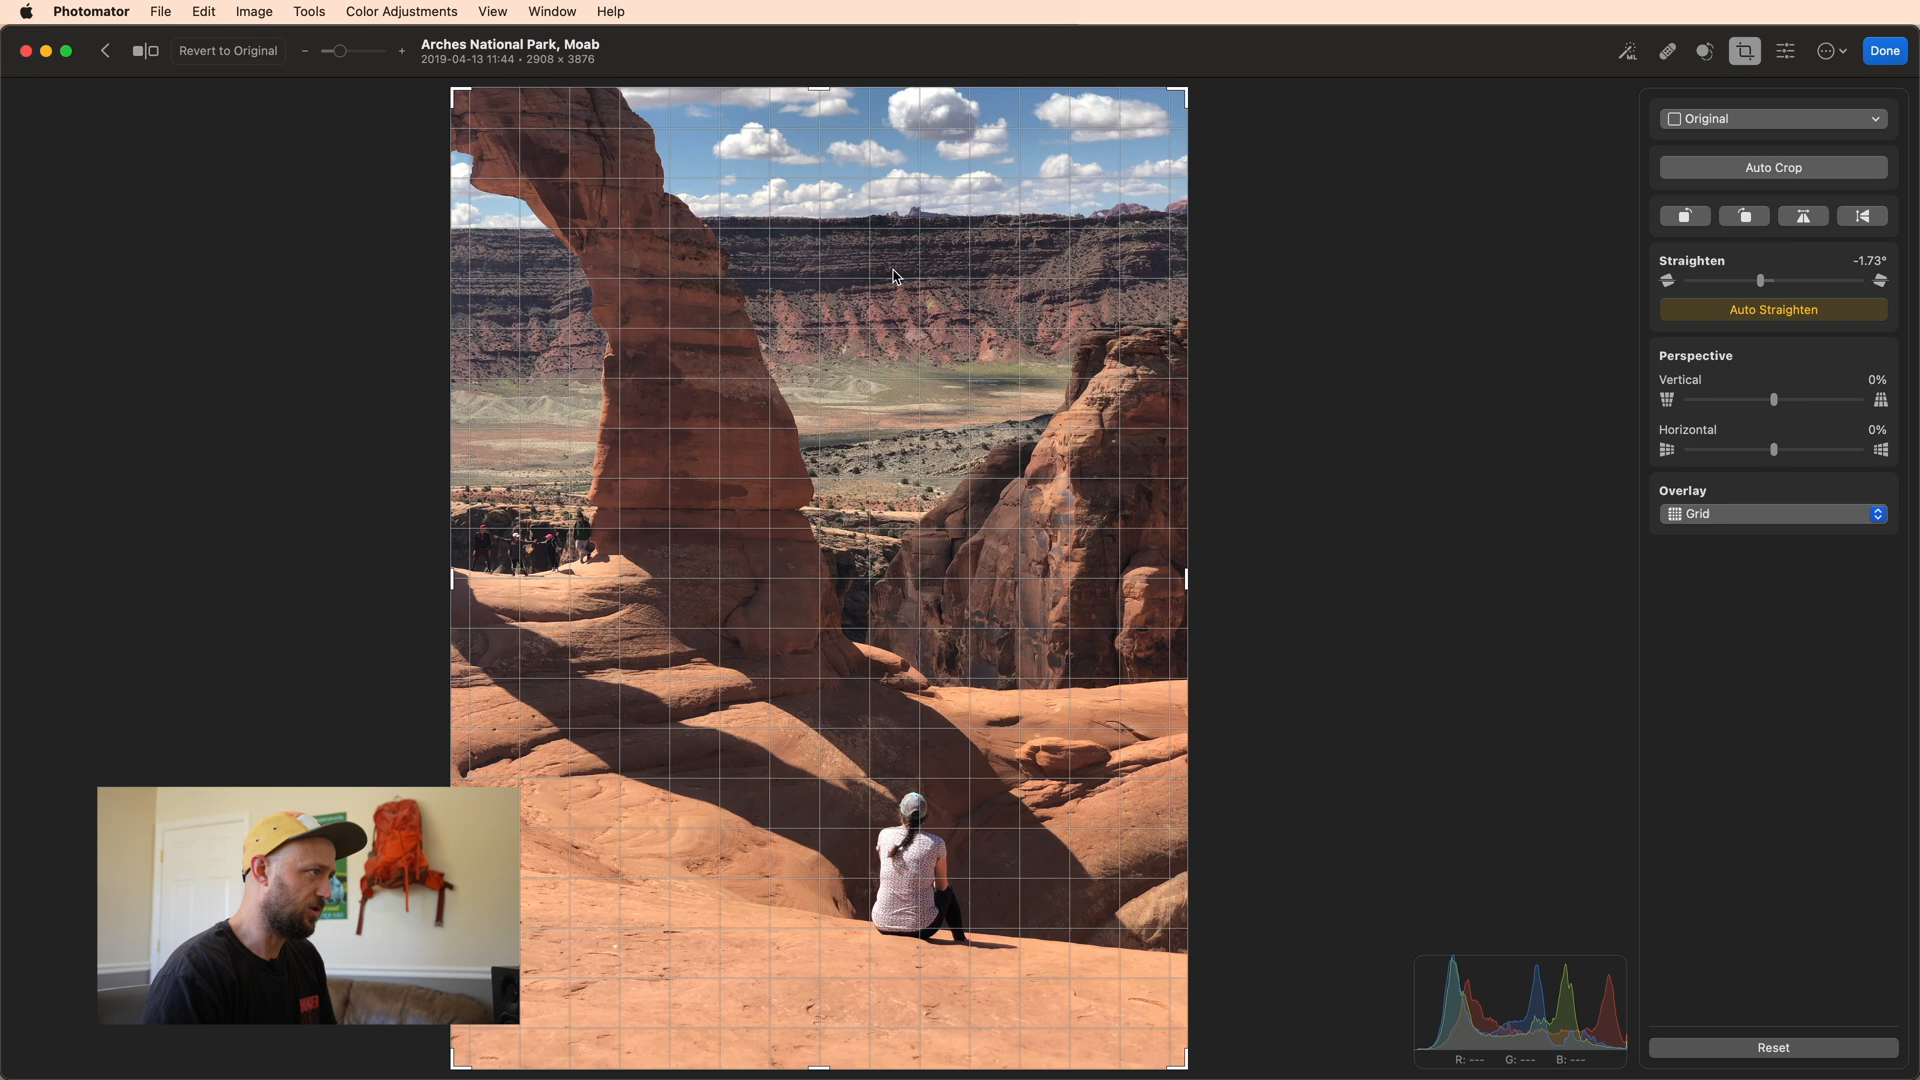 Photomator File Edit Image Tools Color Adjustments View Window Help
Revert to Original
Arches National Park, Moab
2019-04-13 11:44 • 2908 × 3876
ML
Done
Original
Auto Crop
Straighten -1.73°
Auto Straighten
Perspective
Vertical 0%
Horizontal 0%
Overlay
Grid
R: --- G: --- B: ---
Reset